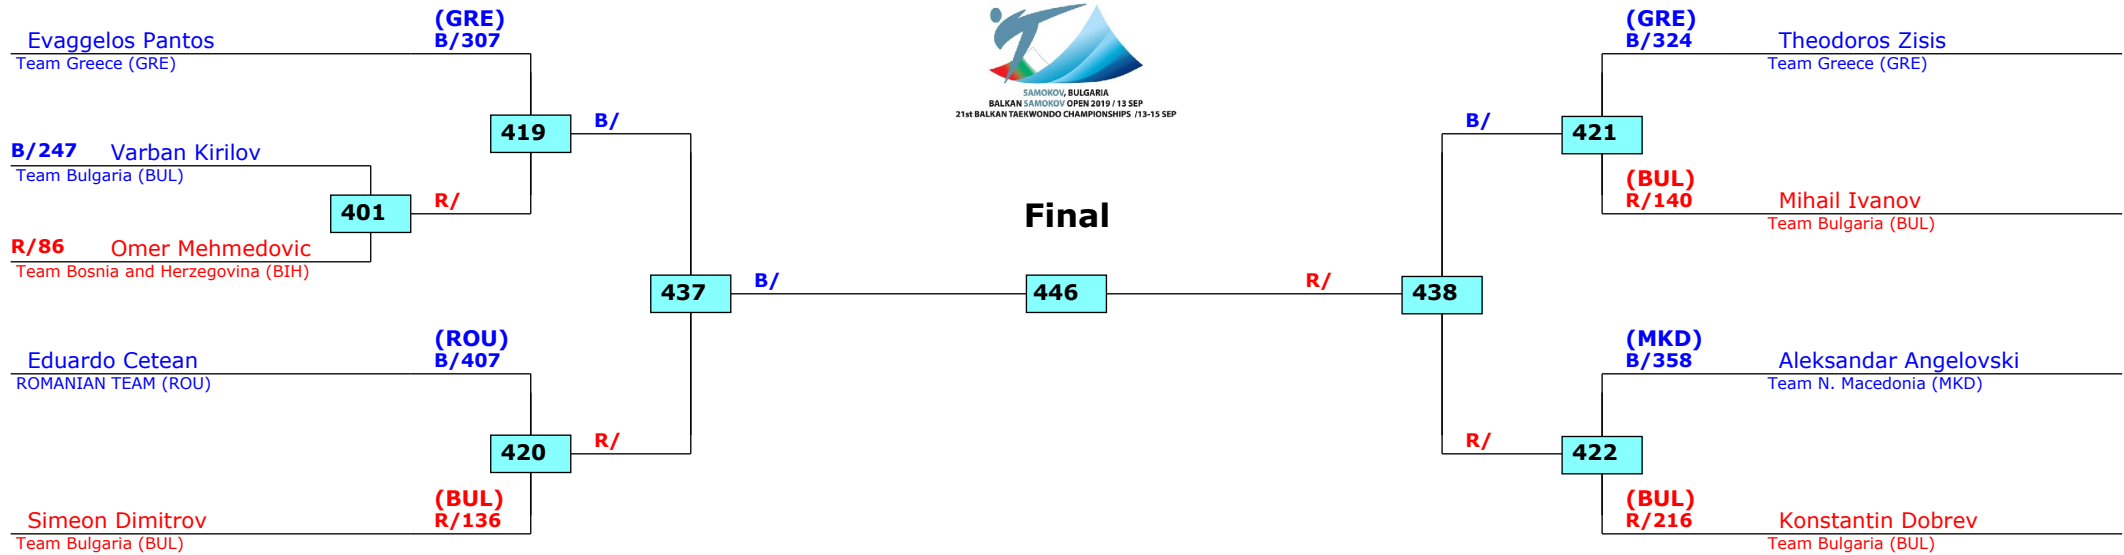 (GRE)
Evaggelos Pantos B/307
Team Greece (GRE)
419
B/
B/247 Varban Kirilov
Team Bulgaria (BUL)
401
R/
R/86 Omer Mehmedovic
Team Bosnia and Herzegovina (BIH)
437
B/
(ROU)
Eduardo Cetean B/407
ROMANIAN TEAM (ROU)
420
R/
(BUL)
Simeon Dimitrov R/136
Team Bulgaria (BUL)
SAMOKOV, BULGARIA
BALKAN SAMOKOV OPEN 2019 / 13 SEP
21st BALKAN TAEKWONDO CHAMPIONSHIPS /13-15 SEP
Final
446
R/
438
(GRE)
B/324 Theodoros Zisis
Team Greece (GRE)
B/
421
(BUL)
R/140 Mihail Ivanov
Team Bulgaria (BUL)
(MKD)
B/358 Aleksandar Angelovski
Team N. Macedonia (MKD)
R/
422
(BUL)
R/216 Konstantin Dobrev
Team Bulgaria (BUL)